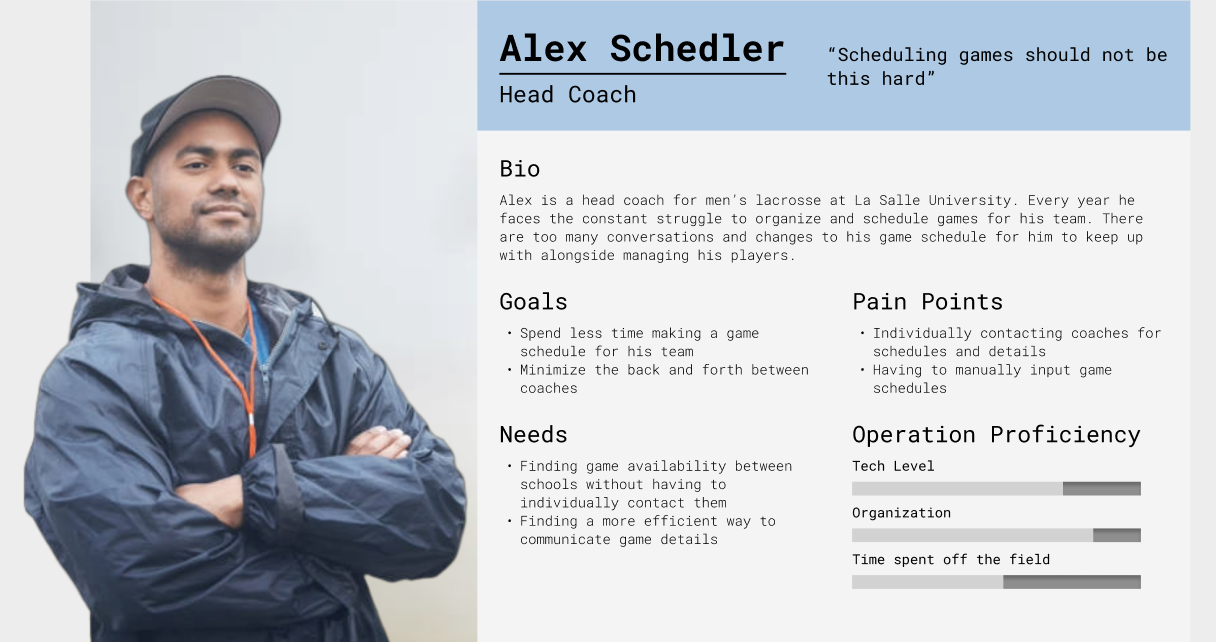 Alex Schedler
Head Coach
“Scheduling games should not be
this hard”
Bio
Alex is a head coach for men's lacrosse at La Salle University. Every year he
faces the constant struggle to organize and schedule games for his team. There
are too many conversations and changes to his game schedule for him to keep up
with alongside managing his players.
Goals
• Spend less time making a game
schedule for his team
• Minimize the back and forth between
coaches
Pain Points
• Individually contacting coaches for
schedules and details
• Having to manually input game
schedules
Needs
• Finding game availability between
schools without having to
individually contact them
• Finding a more efficient way to
communicate game details
Operation Proficiency
Tech Level
Organization
Time spent off the field